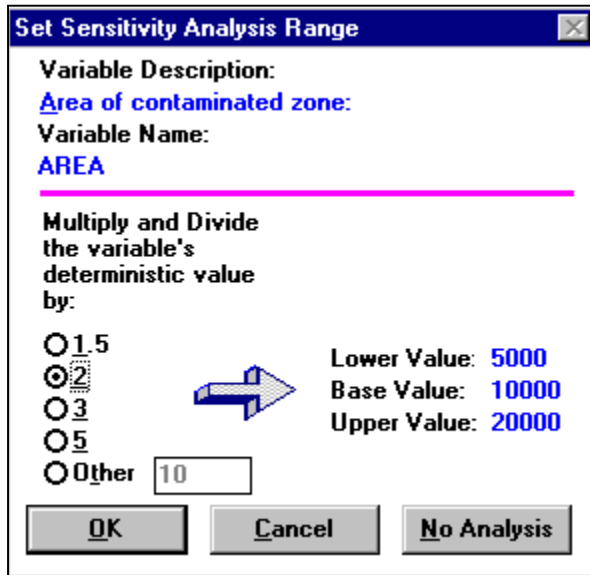 Set Sensitivity Analysis Range
Variable Description:
Area of contaminated zone:
Variable Name:
AREA
Multiply and Divide
the variable's
deterministic value
by:
1.5
2
3
5
Other 10
Lower Value: 5000
Base Value: 10000
Upper Value: 20000
OK Cancel No Analysis